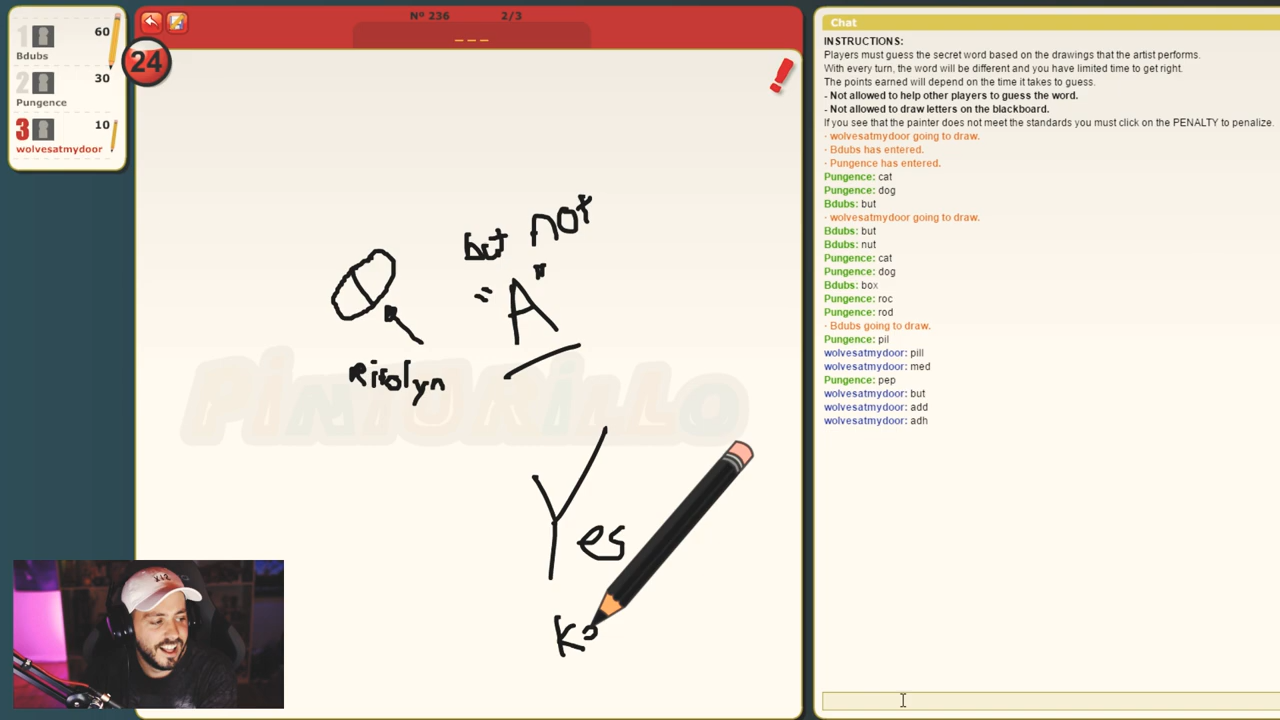 Nº 236
2/3
_ _ _
1
60
Bdubs
2
30
Pungence
3
10
wolvesatmydoor
24
but not
"A"
Ritolyn
Yes
PINTURILLO
Chat
INSTRUCTIONS:
Players must guess the secret word based on the drawings that the artist performs.
With every turn, the word will be different and you have limited time to get right.
The points earned will depend on the time it takes to guess.
- Not allowed to help other players to guess the word.
- Not allowed to draw letters on the blackboard.
If you see that the painter does not meet the standards you must click on the PENALTY to penalize.
· wolvesatmydoor going to draw.
· Bdubs has entered.
· Pungence has entered.
Pungence: cat
Pungence: dog
Bdubs: but
· wolvesatmydoor going to draw.
Bdubs: but
Bdubs: nut
Pungence: cat
Pungence: dog
Bdubs: box
Pungence: roc
Pungence: rod
· Bdubs going to draw.
Pungence: pil
wolvesatmydoor: pill
wolvesatmydoor: med
Pungence: pep
wolvesatmydoor: but
wolvesatmydoor: add
wolvesatmydoor: adh